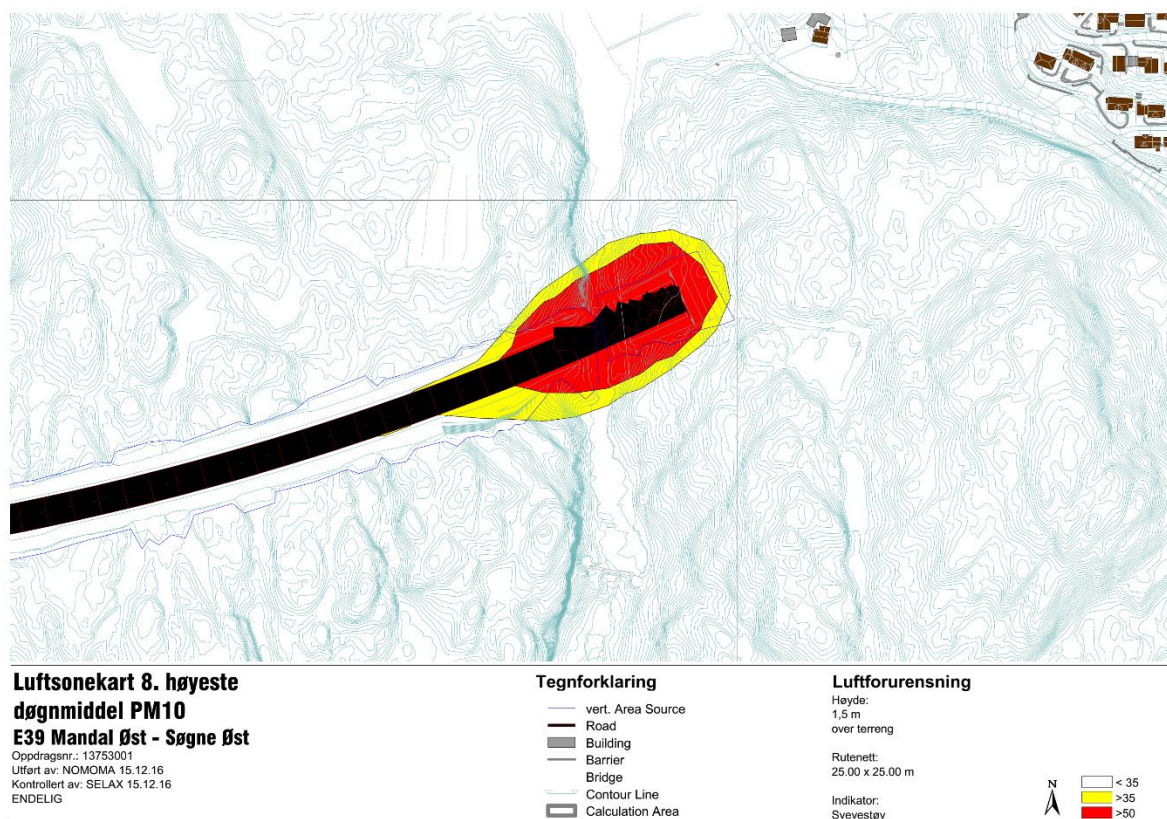 Luftsonekart 8. høyeste
døgnmiddel PM10
E39 Mandal Øst - Søgne Øst
Oppdragsnr.: 13753001
Utført av: NOMOMA 15.12.16
Kontrollert av: SELAX 15.12.16
ENDELIG
Tegnforklaring
vert. Area Source
Road
Building
Barrier
Bridge
Contour Line
Calculation Area
Luftforurensning
Høyde:
1,5 m
over terreng
Rutenett:
25.00 x 25.00 m
Indikator:
Svevestøv
N
< 35
>35
>50